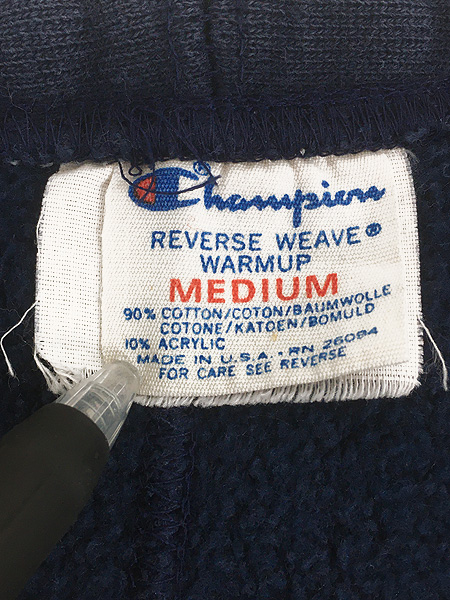 Champion
REVERSE WEAVE®
WARMUP
MEDIUM
90% COTTON/COTON/BAUMWOLLE
COTONE/KATOEN/BOMULD
10% ACRYLIC
MADE IN U.S.A. · RN 26094
FOR CARE SEE REVERSE